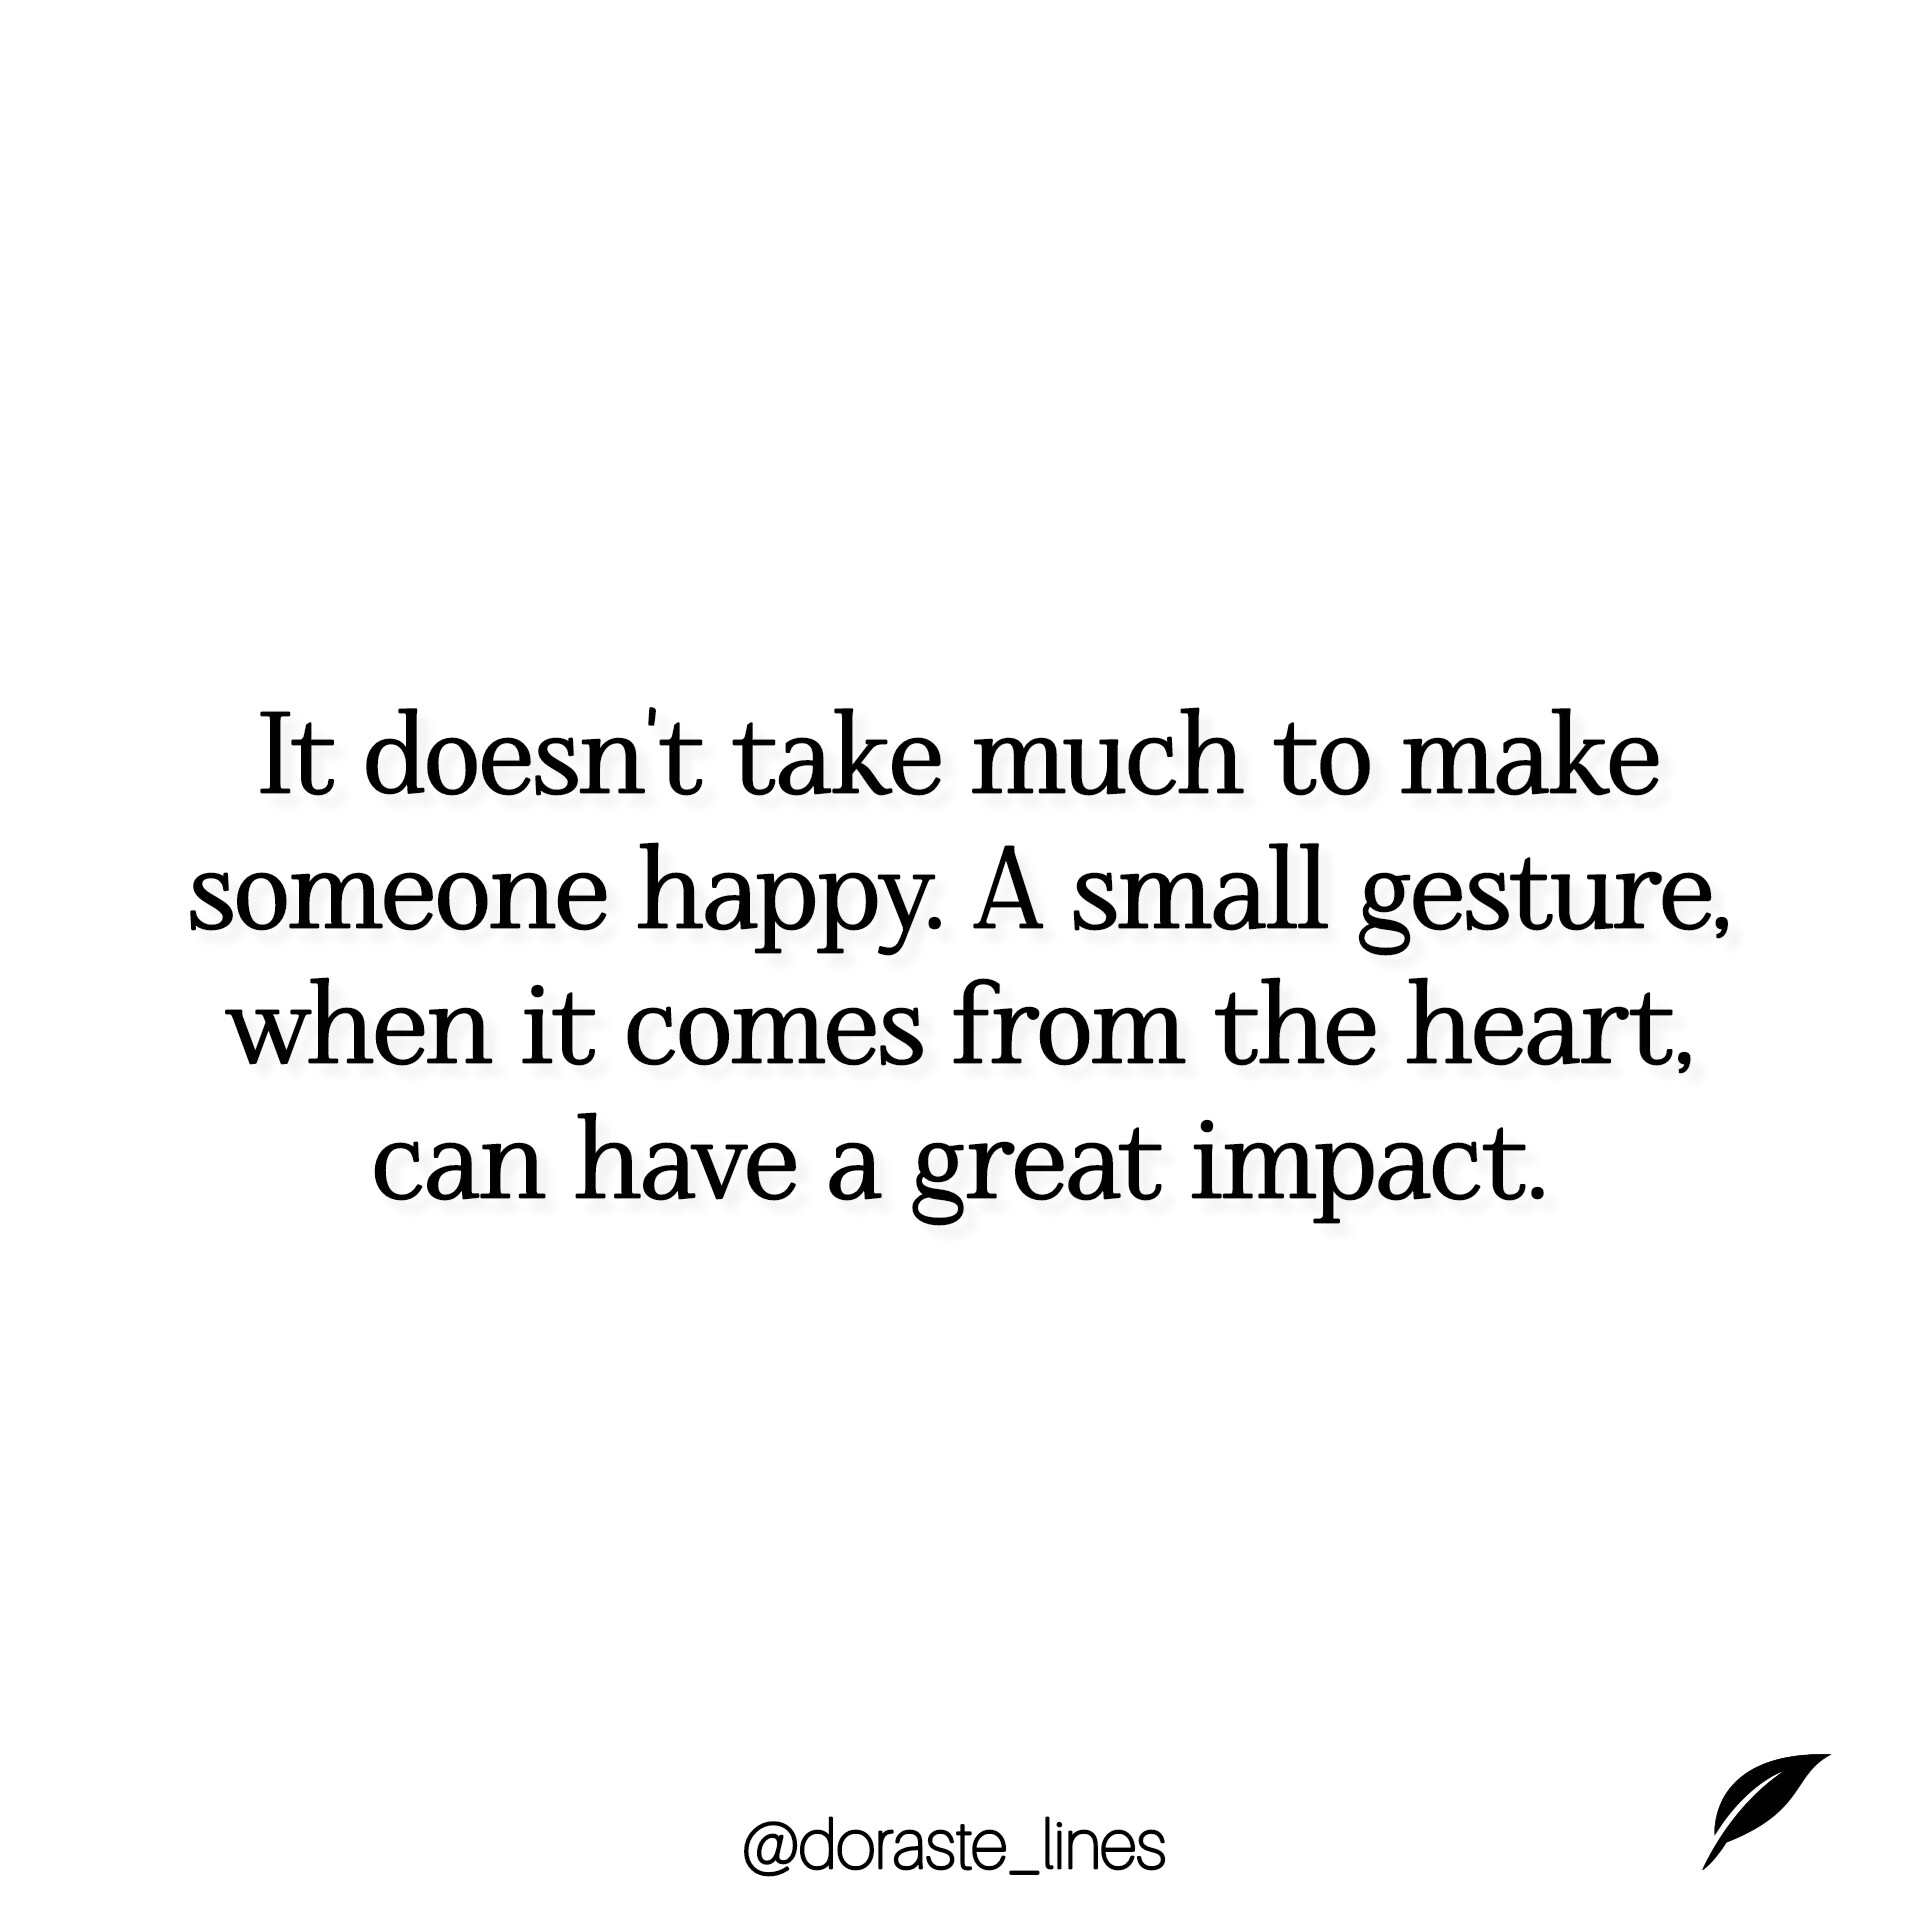 It doesn't take much to make
someone happy. A small gesture,
when it comes from the heart,
can have a great impact.
@doraste_lines